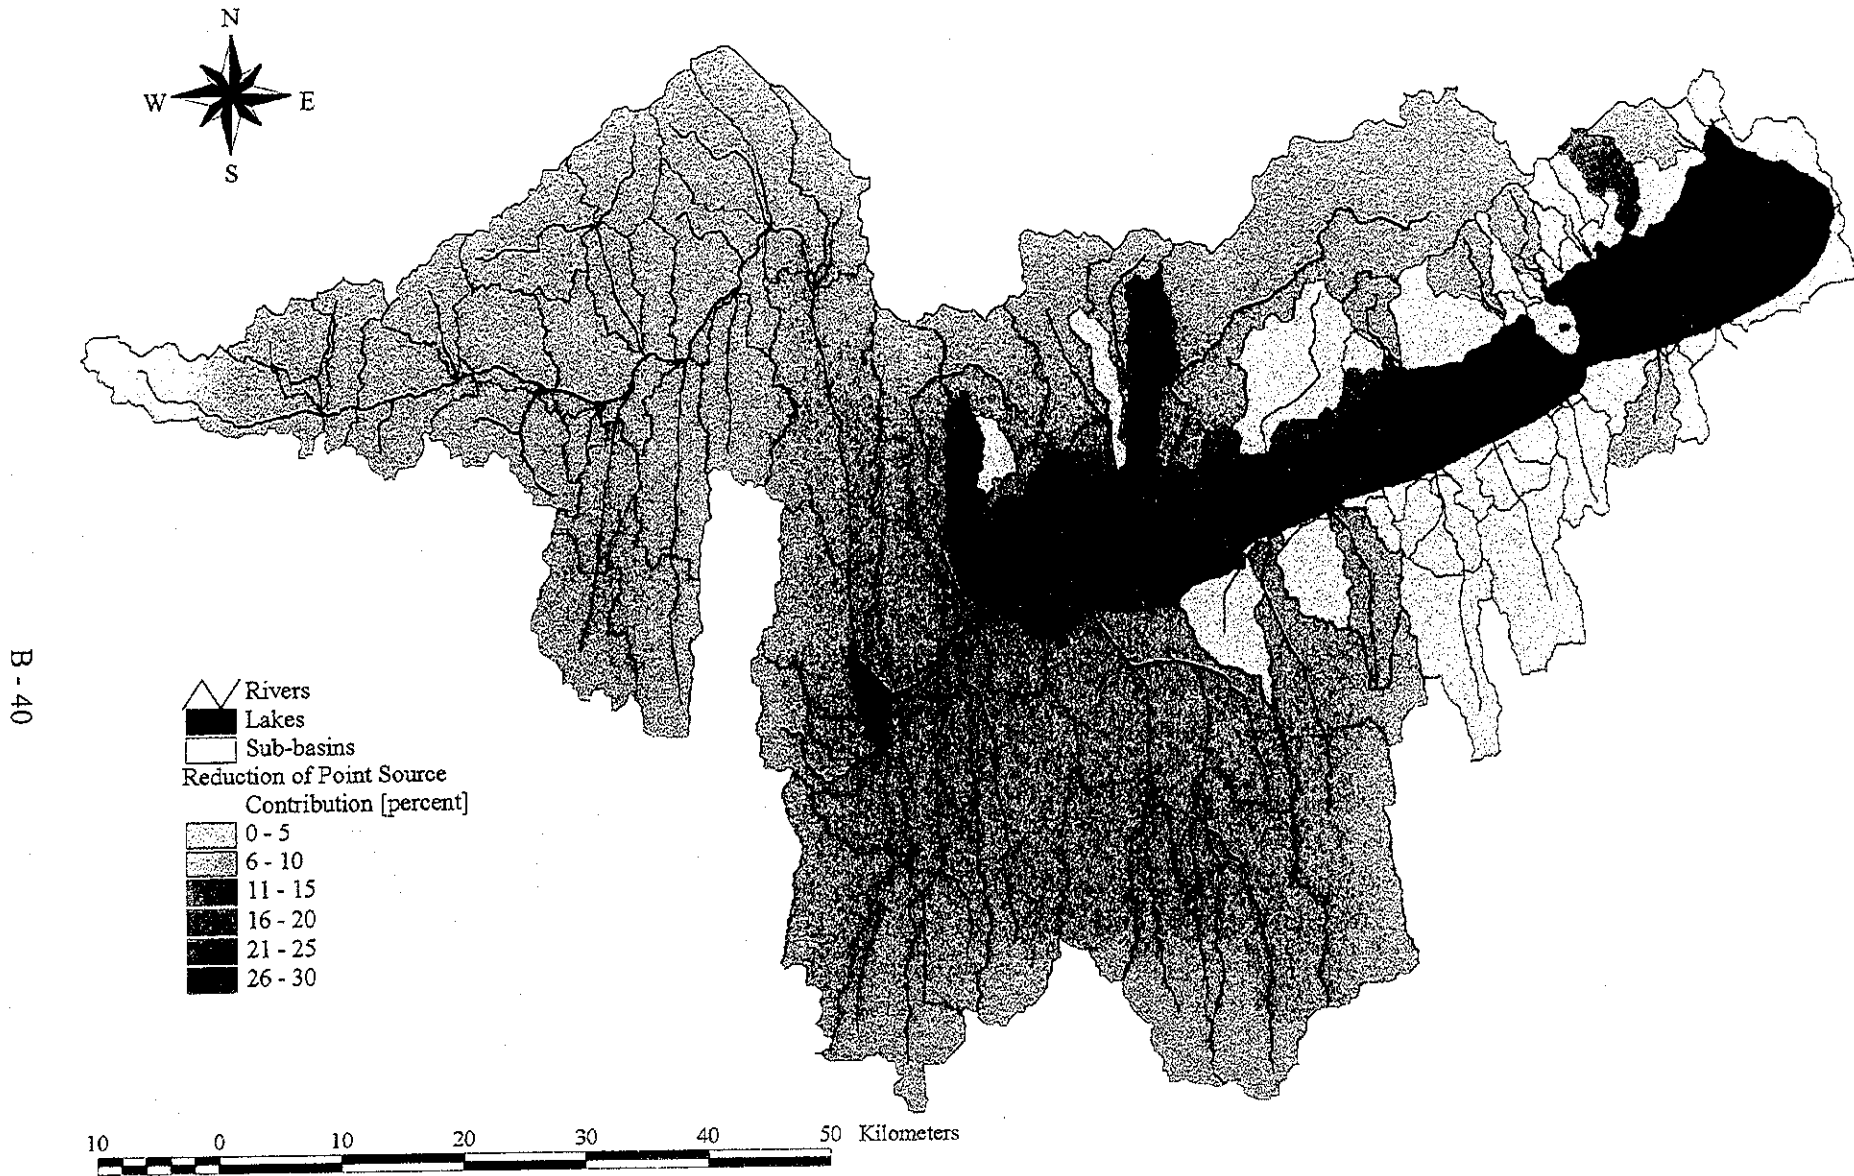 N
W E
S
Rivers
Lakes
Sub-basins
Reduction of Point Source
Contribution [percent]
0 - 5
6 - 10
11 - 15
16 - 20
21 - 25
26 - 30
10 0 10 20 30 40 50 Kilometers
B - 40